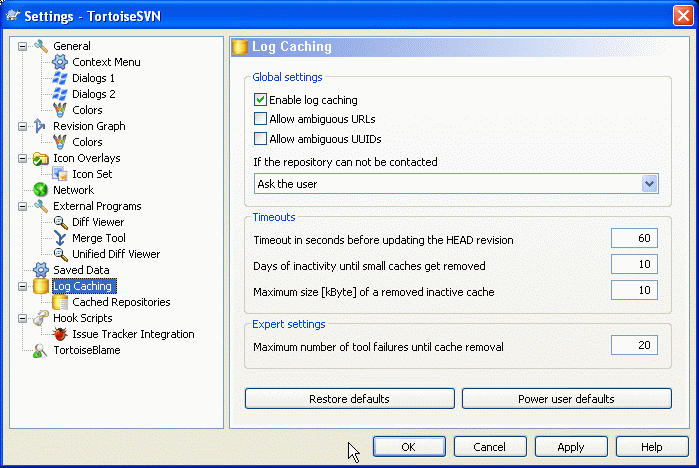 Settings - TortoiseSVN
General
Context Menu
Dialogs 1
Dialogs 2
Colors
Revision Graph
Colors
Icon Overlays
Icon Set
Network
External Programs
Diff Viewer
Merge Tool
Unified Diff Viewer
Saved Data
Log Caching
Cached Repositories
Hook Scripts
Issue Tracker Integration
TortoiseBlame
Log Caching
Global settings
Enable log caching
Allow ambiguous URLs
Allow ambiguous UUIDs
If the repository can not be contacted
Ask the user
Timeouts
Timeout in seconds before updating the HEAD revision 60
Days of inactivity until small caches get removed 10
Maximum size [kByte] of a removed inactive cache 10
Expert settings
Maximum number of tool failures until cache removal 20
Restore defaults Power user defaults
OK Cancel Apply Help